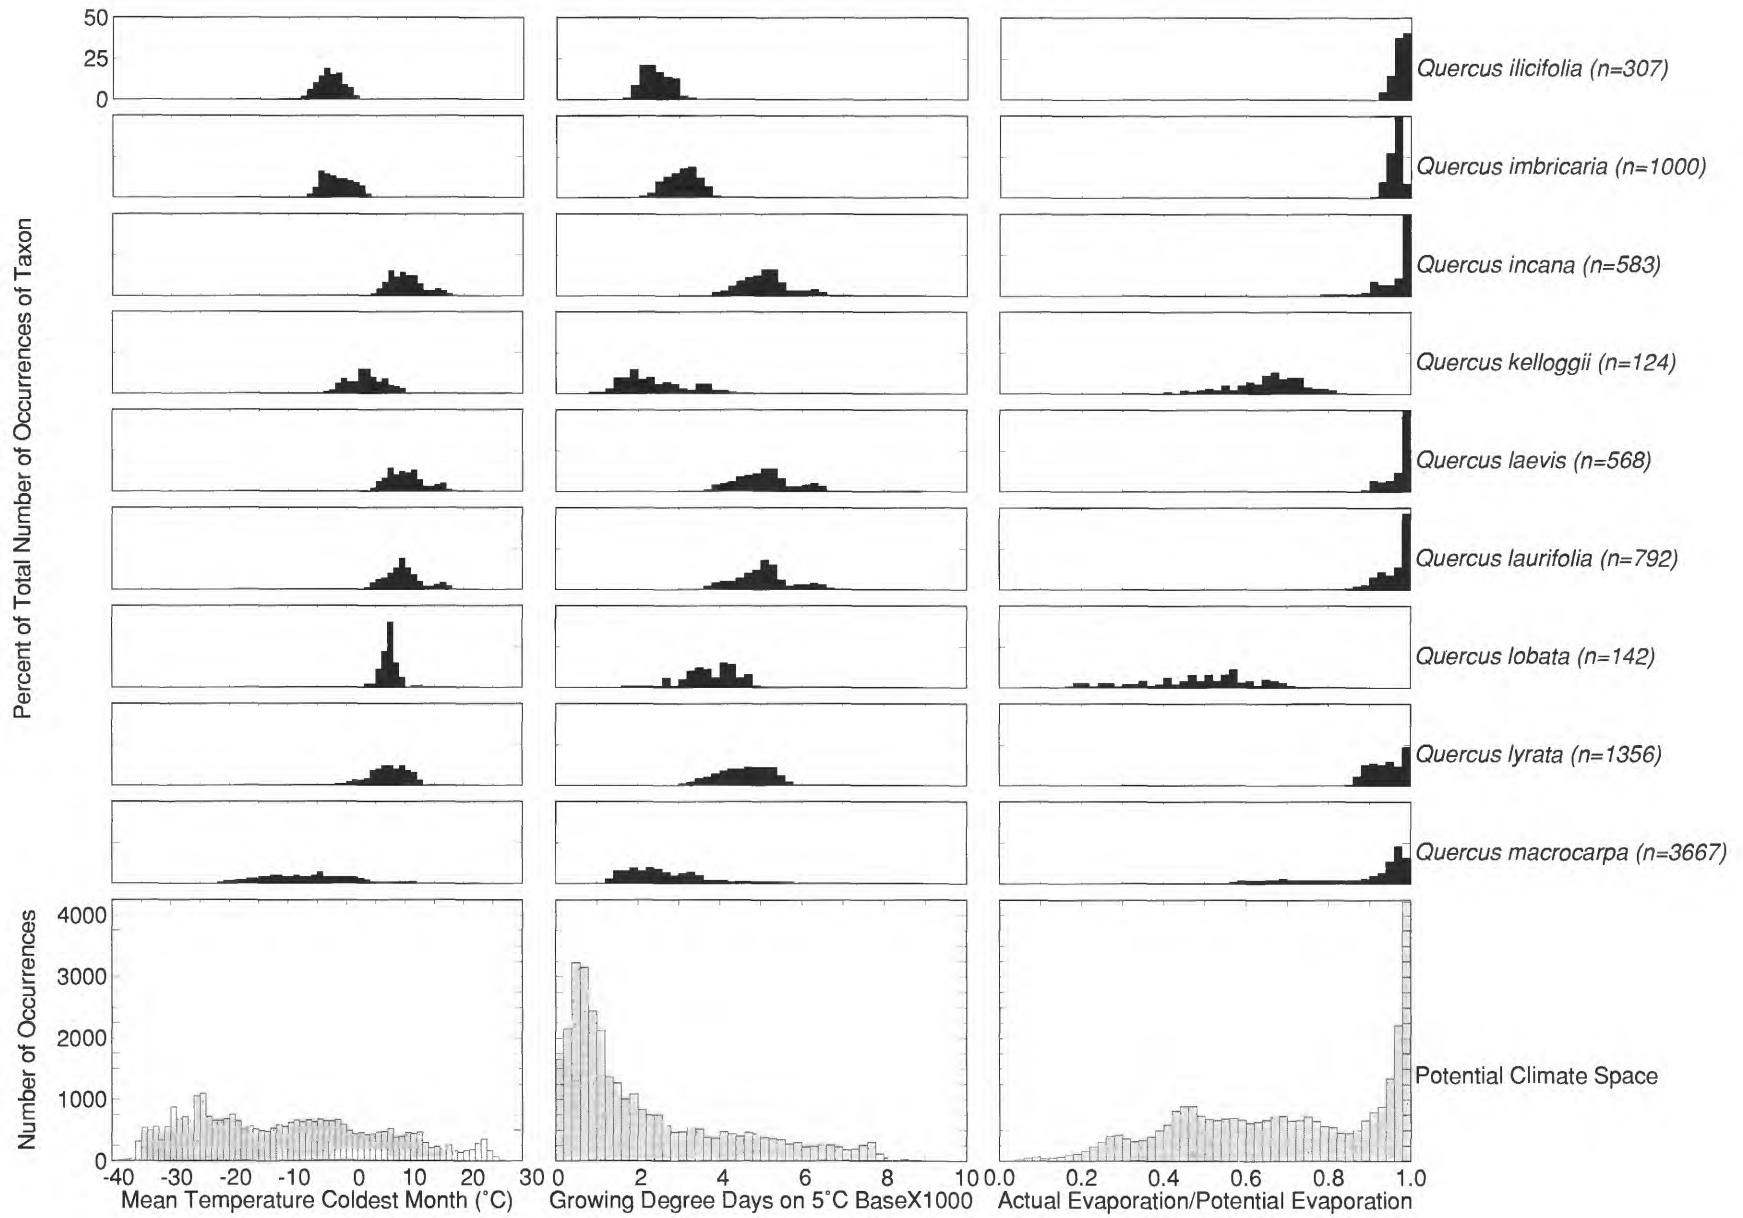 50
25
0
Quercus ilicifolia (n=307)
Quercus imbricaria (n=1000)
Quercus incana (n=583)
Quercus kelloggii (n=124)
Quercus laevis (n=568)
Quercus laurifolia (n=792)
Quercus lobata (n=142)
Quercus lyrata (n=1356)
Quercus macrocarpa (n=3667)
Percent of Total Number of Occurrences of Taxon
Number of Occurrences
4000
3000
2000
1000
0
Potential Climate Space
-40 -30 -20 -10 0 10 20 30
0 2 4 6 8 10
0.0 0.2 0.4 0.6 0.8 1.0
Mean Temperature Coldest Month (°C)
Growing Degree Days on 5°C BaseX1000
Actual Evaporation/Potential Evaporation